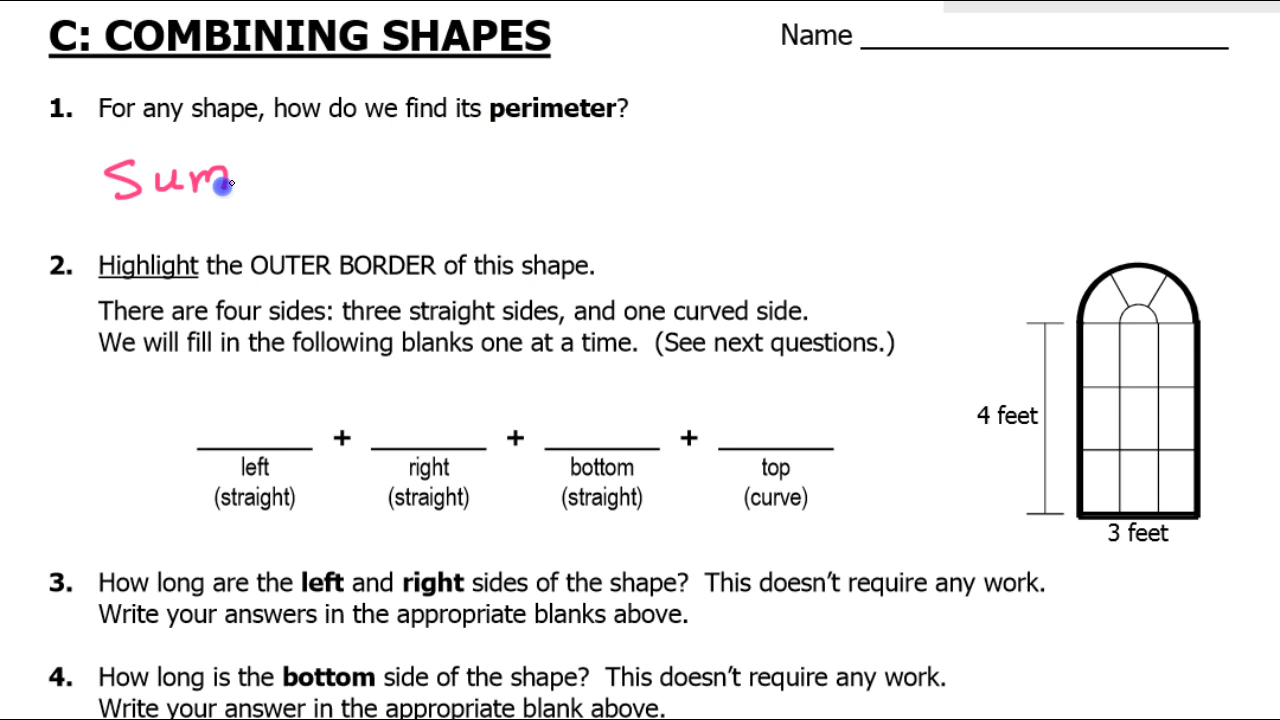 C: COMBINING SHAPES
Name
1. For any shape, how do we find its perimeter?
Sum
2. Highlight the OUTER BORDER of this shape.
There are four sides: three straight sides, and one curved side.
We will fill in the following blanks one at a time. (See next questions.)
4 feet
3 feet
+ + +
left right bottom top
(straight) (straight) (straight) (curve)
3. How long are the left and right sides of the shape? This doesn't require any work.
Write your answers in the appropriate blanks above.
4. How long is the bottom side of the shape? This doesn't require any work.
Write your answer in the appropriate blank above.